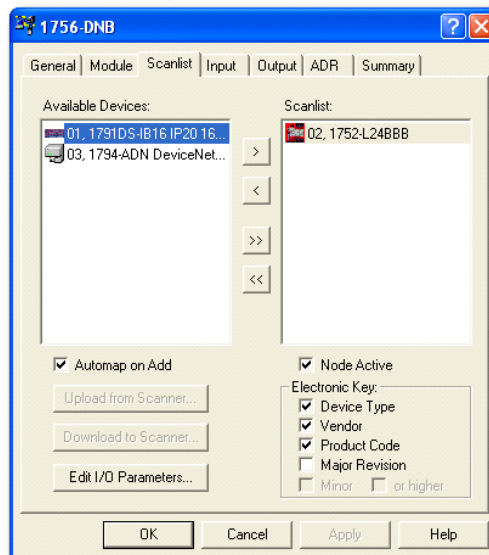 1756-DNB
General Module Scanlist Input Output ADR Summary
Available Devices:
Scanlist:
01, 1791DS-IB16 IP20 16...
03, 1794-ADN DeviceNet...
02, 1752-L24BBB
>
<
>>
<<
Automap on Add
Upload from Scanner...
Download to Scanner...
Edit I/O Parameters...
Node Active
Electronic Key:
Device Type
Vendor
Product Code
Major Revision
Minor or higher
OK Cancel Apply Help